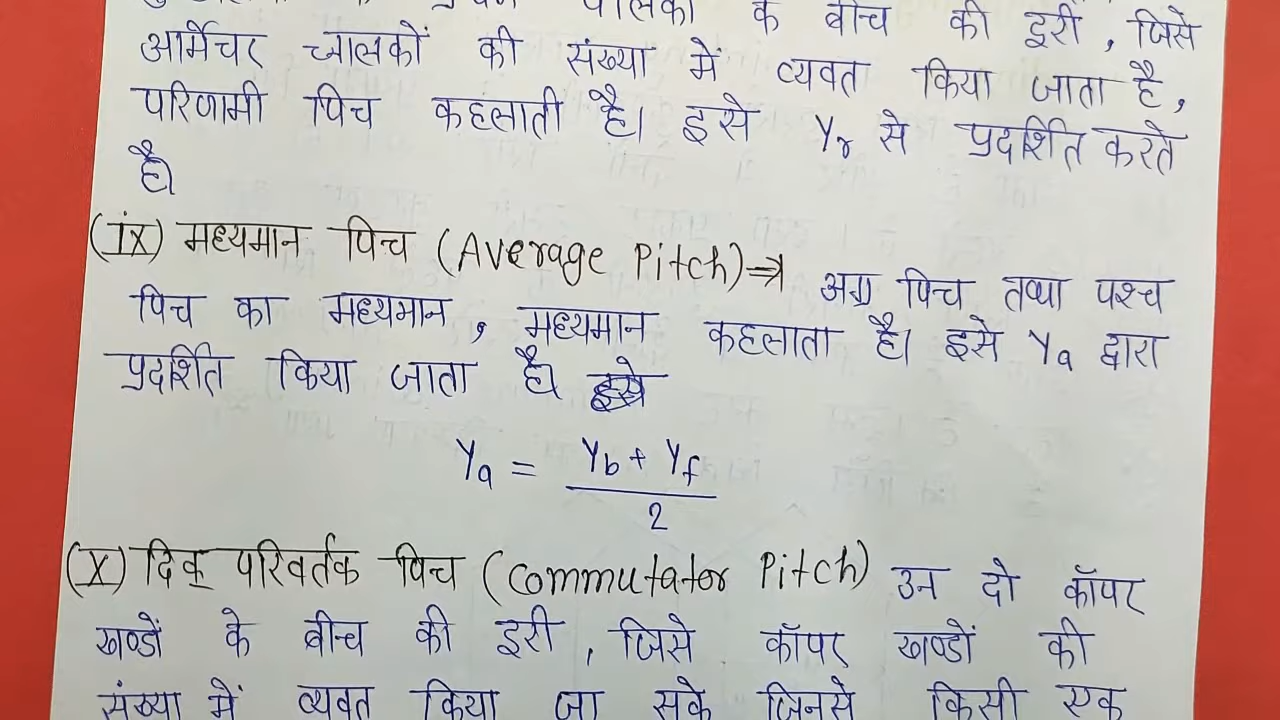 के बीच की दूरी, जिसे
आर्मेचर चालकों की संख्या में व्यक्त किया जाता है,
परिणामी पिच कहलाती है। इसे Yr से प्रदर्शित करते
है।
(ix) मध्यमान पिच (Average Pitch)⇒ अग्र पिच तथा पश्च
पिच का मध्यमान, मध्यमान कहलाता है। इसे Ya द्वारा
प्रदर्शित किया जाता है।
Ya = (Yb + Yf) / 2
(X) दिक् परिवर्तक पिच (Commutator Pitch) उन दो कॉपर
खण्डों के बीच की दूरी, जिसे कॉपर खण्डों की
संख्या में व्यक्त किया जा सके जिनसे किसी एक